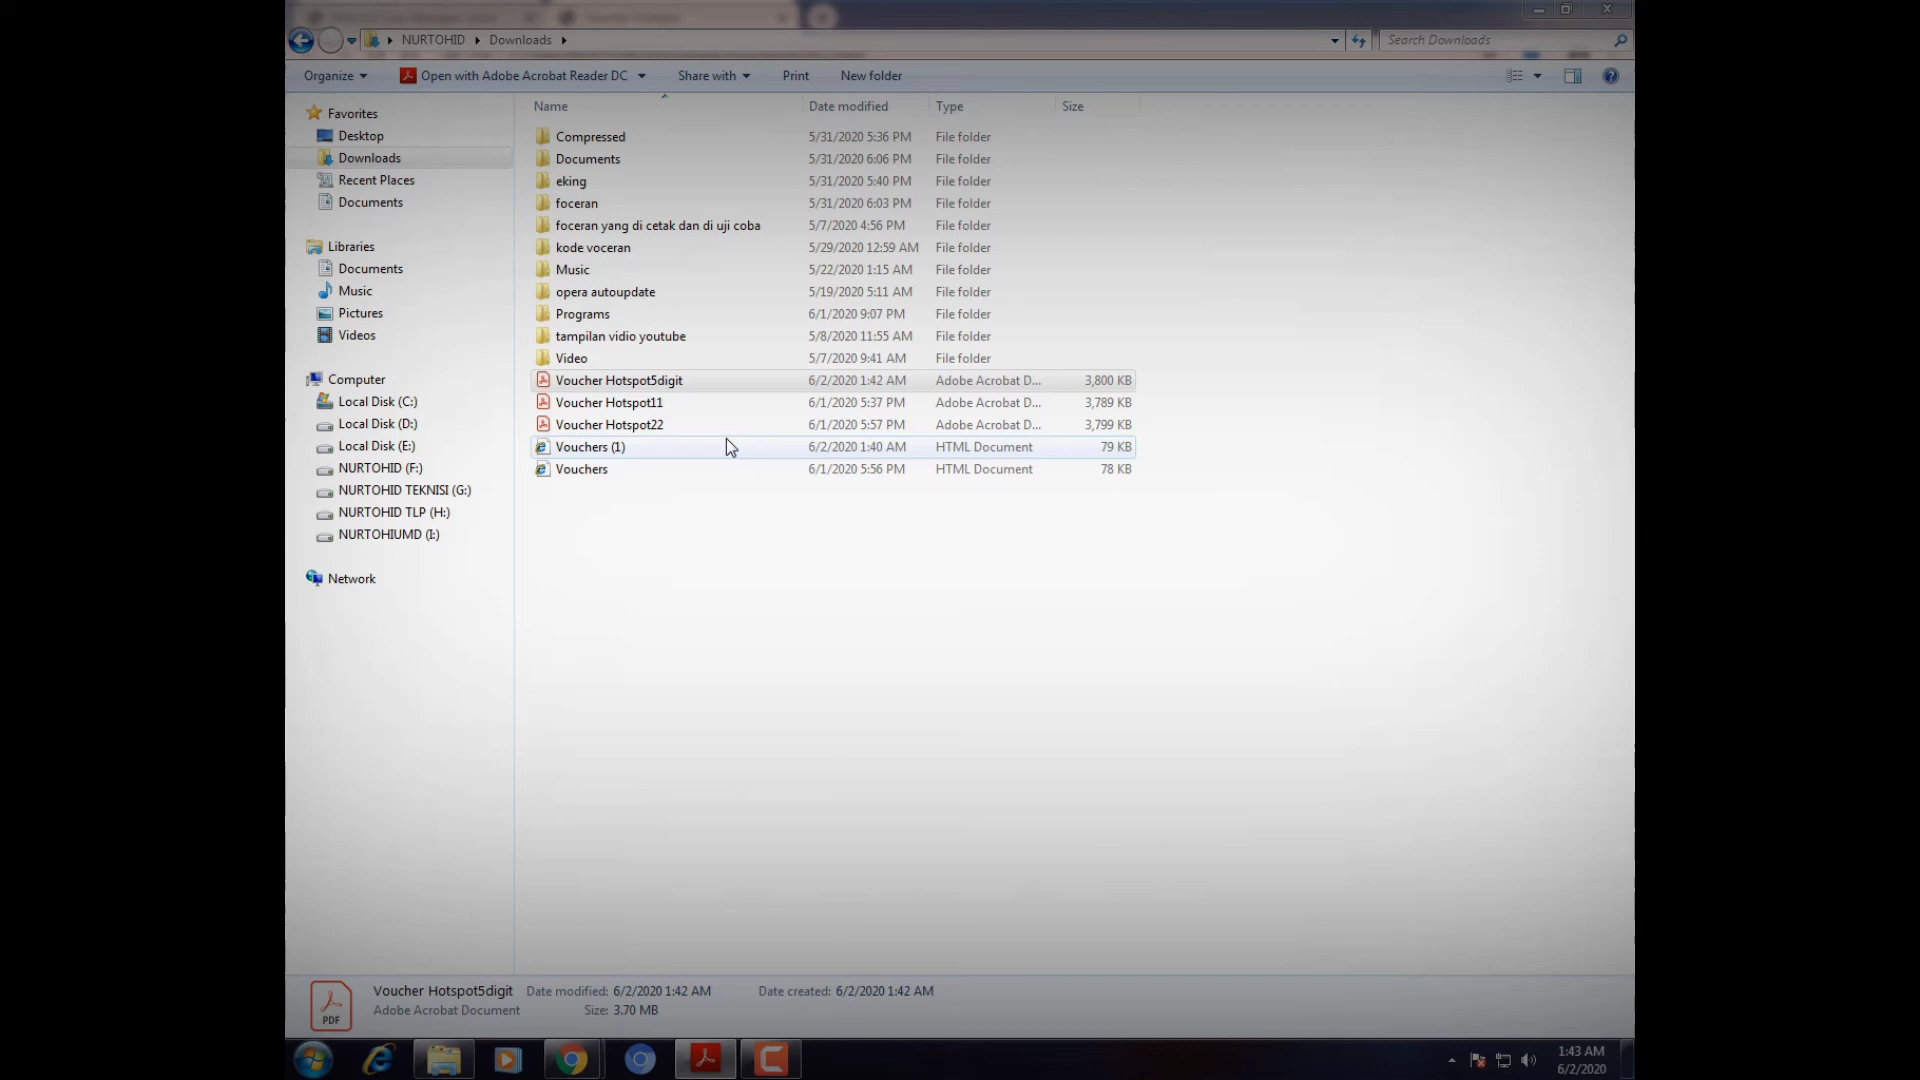 NURTOHID Downloads
Search Downloads
Organize Open with Adobe Acrobat Reader DC Share with Print New folder
Name Date modified Type Size
Favorites
Desktop
Downloads
Recent Places
Documents
Libraries
Documents
Music
Pictures
Videos
Computer
Local Disk (C:)
Local Disk (D:)
Local Disk (E:)
NURTOHID (F:)
NURTOHID TEKNISI (G:)
NURTOHID TLP (H:)
NURTOHIUMD (I:)
Network
Compressed 5/31/2020 5:36 PM File folder
Documents 5/31/2020 6:06 PM File folder
eking 5/31/2020 5:40 PM File folder
foceran 5/31/2020 6:03 PM File folder
foceran yang di cetak dan di uji coba 5/7/2020 4:56 PM File folder
kode voceran 5/29/2020 12:59 AM File folder
Music 5/22/2020 1:15 AM File folder
opera autoupdate 5/19/2020 5:11 AM File folder
Programs 6/1/2020 9:07 PM File folder
tampilan vidio youtube 5/8/2020 11:55 AM File folder
Video 5/7/2020 9:41 AM File folder
Voucher Hotspot5digit 6/2/2020 1:42 AM Adobe Acrobat D... 3,800 KB
Voucher Hotspot11 6/1/2020 5:37 PM Adobe Acrobat D... 3,789 KB
Voucher Hotspot22 6/1/2020 5:57 PM Adobe Acrobat D... 3,799 KB
Vouchers (1) 6/2/2020 1:40 AM HTML Document 79 KB
Vouchers 6/1/2020 5:56 PM HTML Document 78 KB
Voucher Hotspot5digit Date modified: 6/2/2020 1:42 AM Date created: 6/2/2020 1:42 AM
Adobe Acrobat Document Size: 3.70 MB
PDF
1:43 AM
6/2/2020